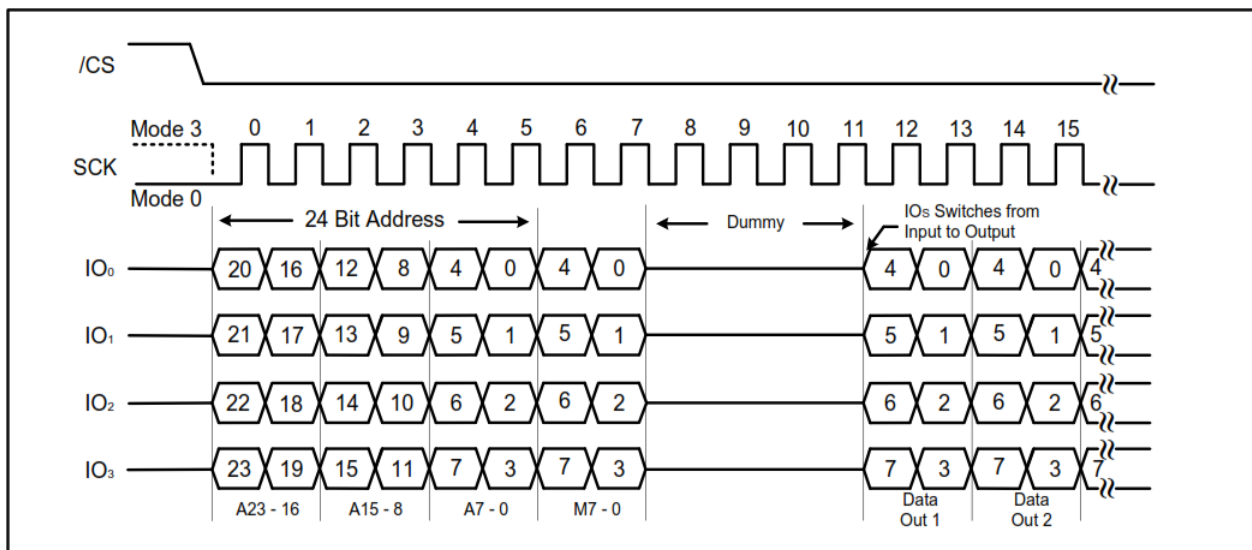 /CS
Mode 3 0 1 2 3 4 5 6 7 8 9 10 11 12 13 14 15
SCK
Mode 0
24 Bit Address
Dummy
IOs Switches from
Input to Output
IO0 20 16 12 8 4 0 4 0 4 0 4 0 4
IO1 21 17 13 9 5 1 5 1 5 1 5 1 5
IO2 22 18 14 10 6 2 6 2 6 2 6 2 6
IO3 23 19 15 11 7 3 7 3 7 3 7 3 7
A23 - 16 A15 - 8 A7 - 0 M7 - 0
Data
Out 1
Data
Out 2